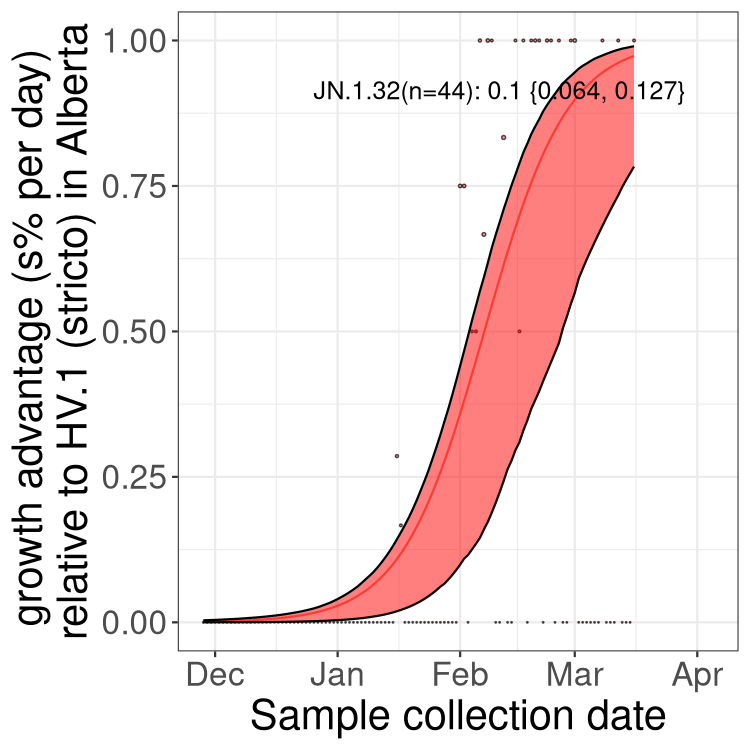 growth advantage (s% per day)
relative to HV.1 (stricto) in Alberta
1.00
0.75
0.50
0.25
0.00
JN.1.32(n=44): 0.1 {0.064, 0.127}
Dec Jan Feb Mar Apr
Sample collection date